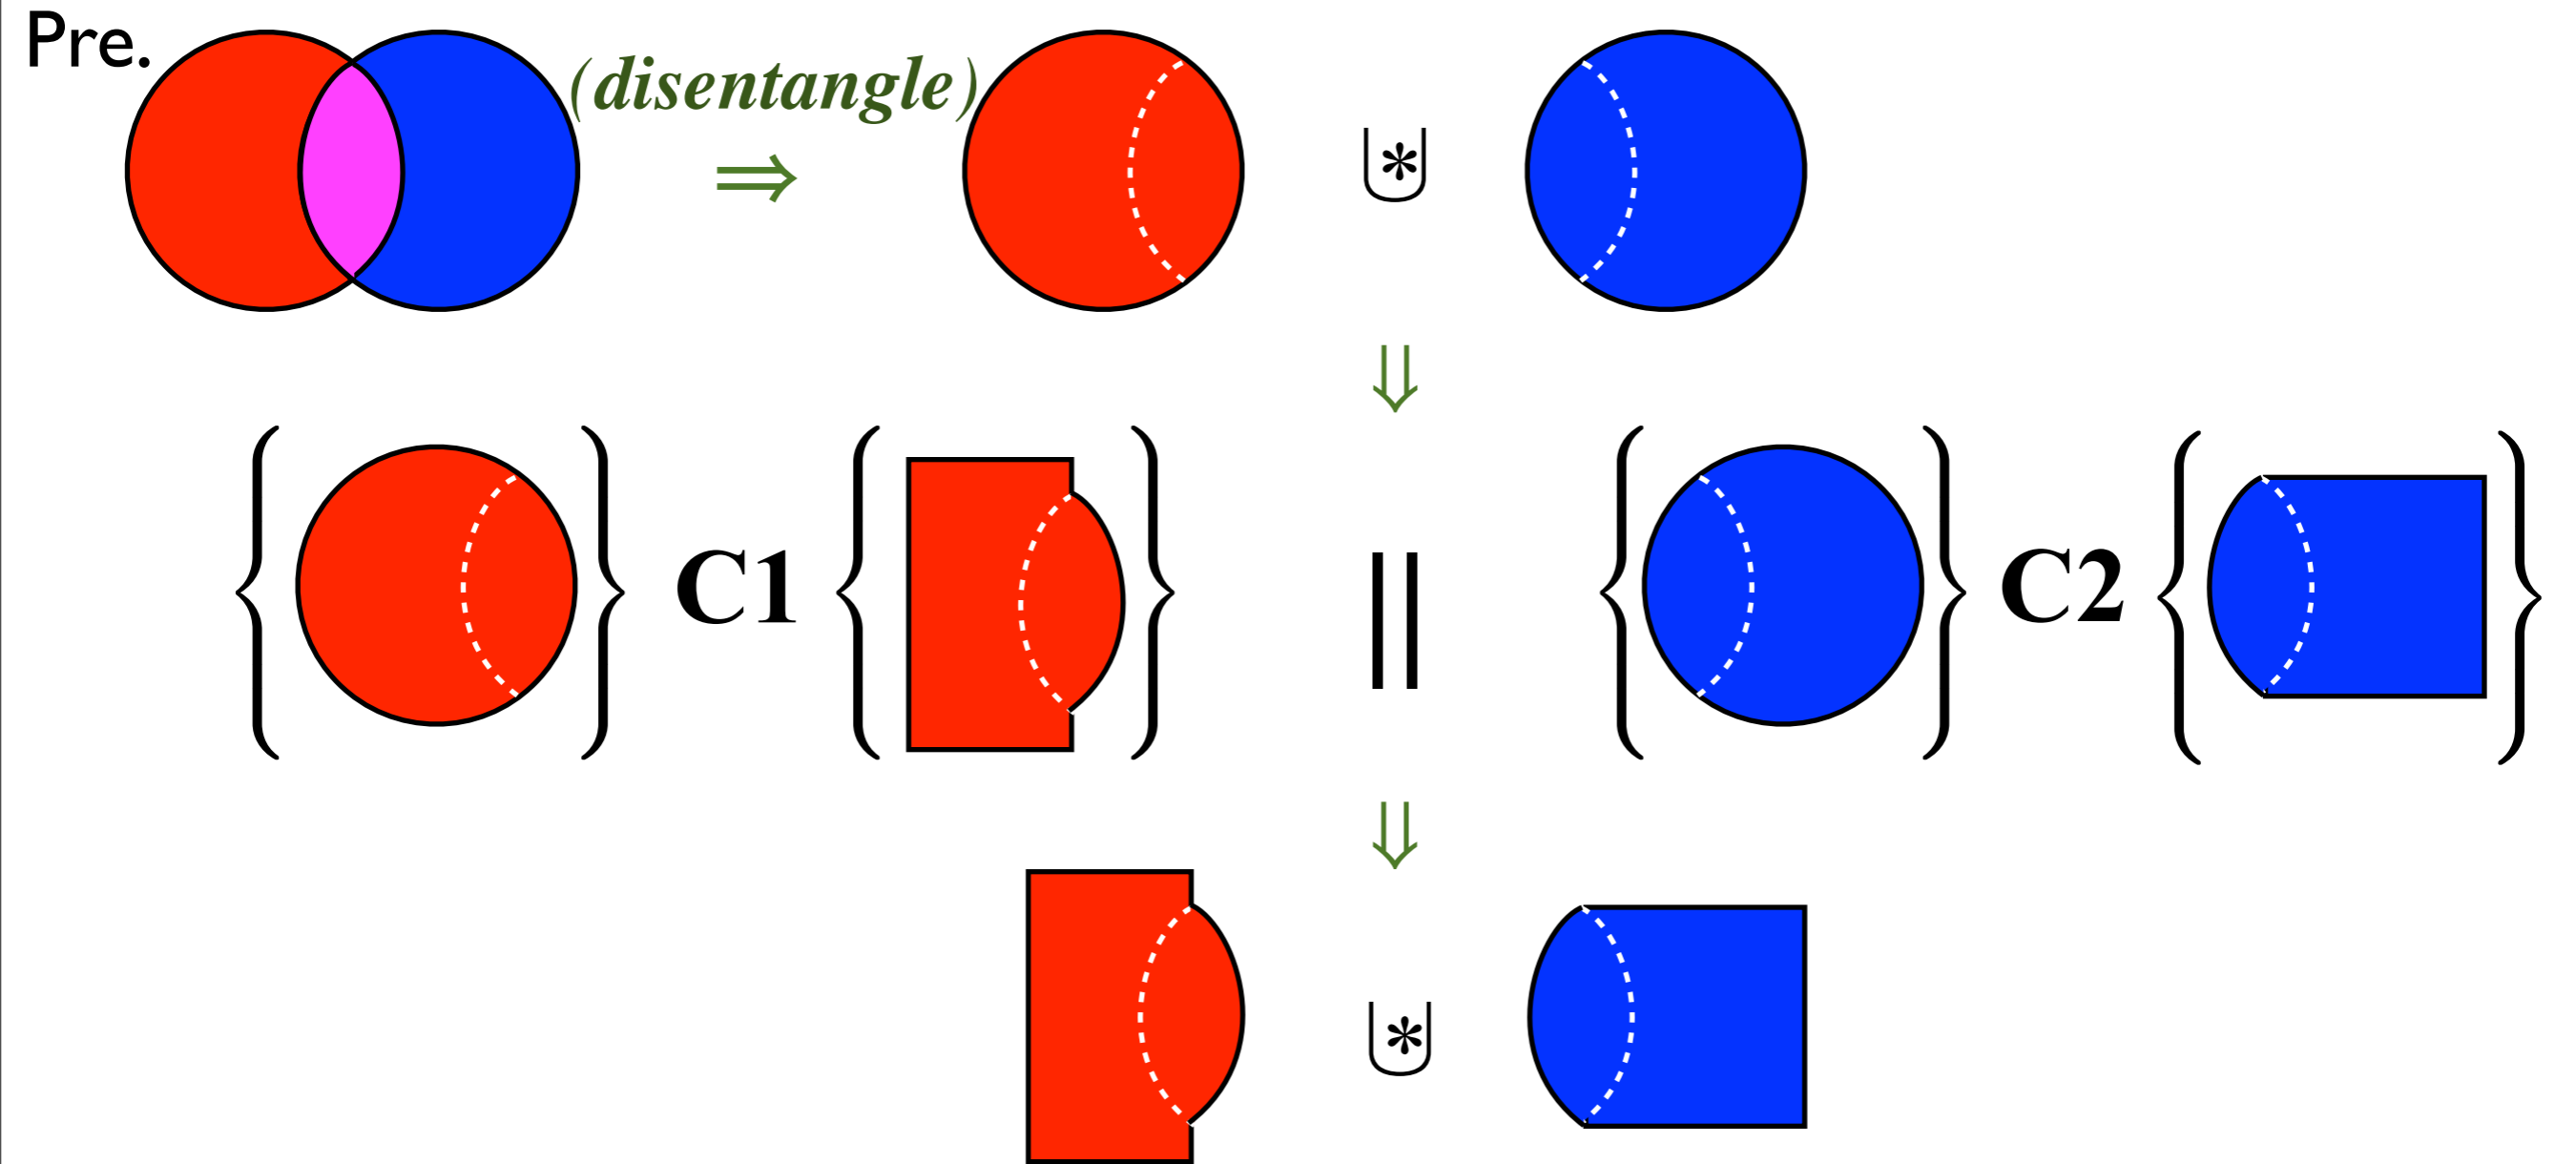 Pre.
(disentangle)
⇒
⊎*
⇓
{ } C1 { } || { } C2 { }
⇓
⊎*